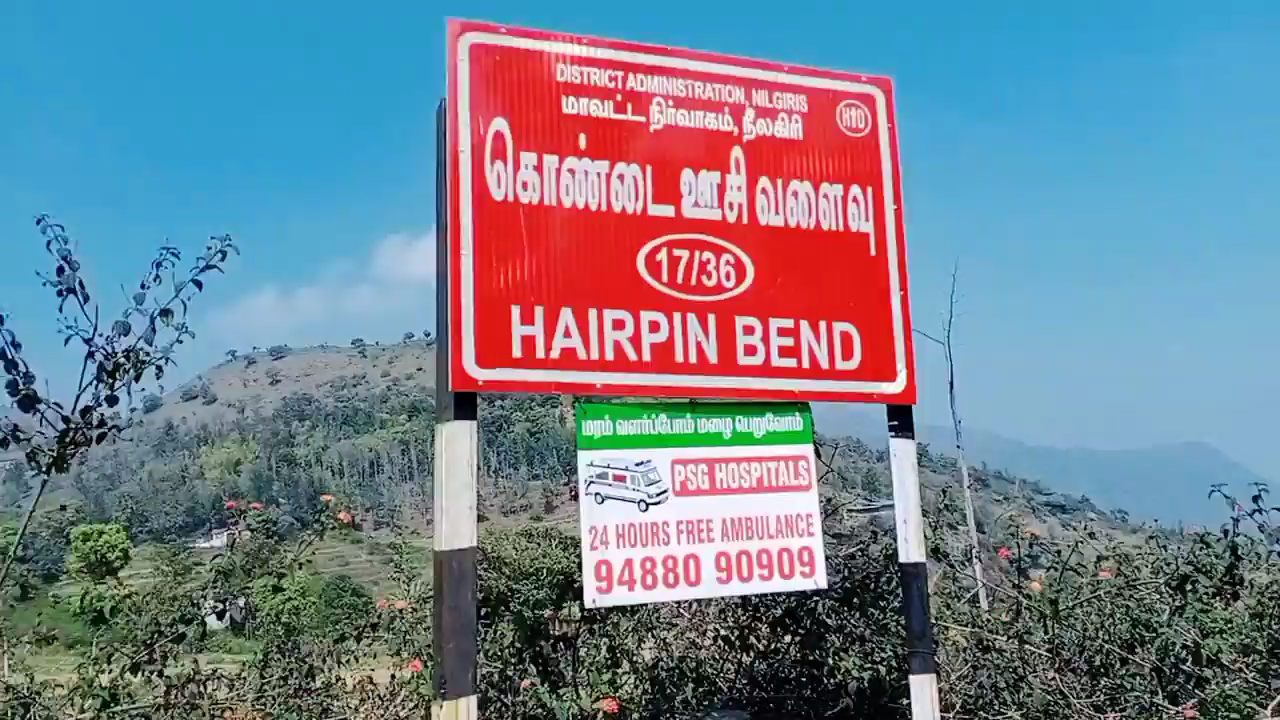 DISTRICT ADMINISTRATION, NILGIRIS
மாவட்ட நிர்வாகம், நீலகிரி
கொண்டை ஊசி வளைவு
17/36
HAIRPIN BEND
மரம் வளர்ப்போம் மழை பெறுவோம்
PSG HOSPITALS
24 HOURS FREE AMBULANCE
94880 90909